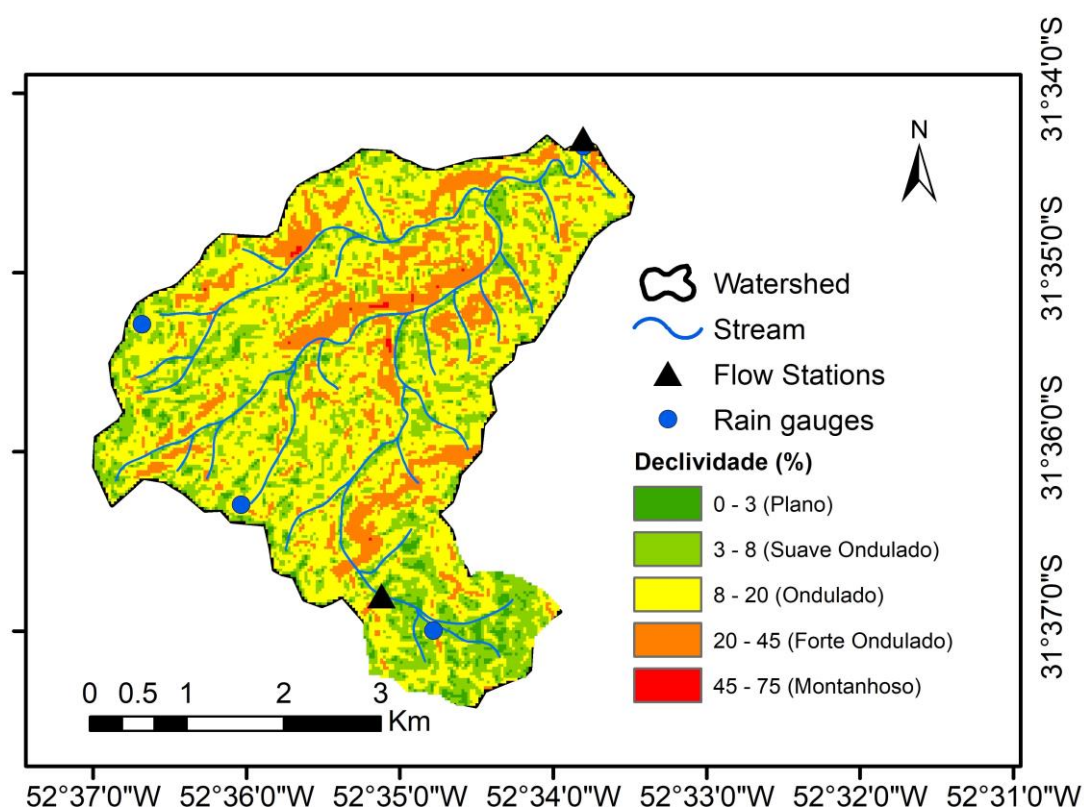 31°34'0"S
N
31°35'0"S
Watershed
Stream
Flow Stations
Rain gauges
31°36'0"S
Declividade (%)
0 - 3 (Plano)
3 - 8 (Suave Ondulado)
8 - 20 (Ondulado)
31°37'0"S
20 - 45 (Forte Ondulado)
45 - 75 (Montanhoso)
0 0.5 1 2 3
Km
52°37'0"W 52°36'0"W 52°35'0"W 52°34'0"W 52°33'0"W 52°32'0"W 52°31'0"W